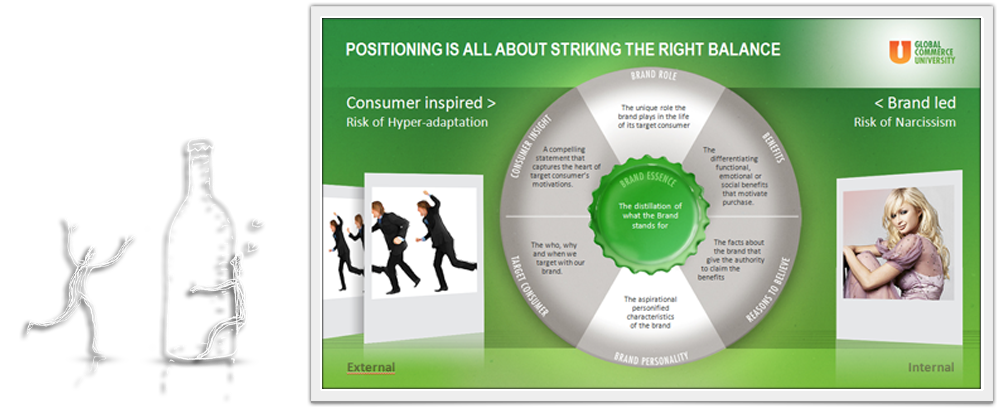 POSITIONING IS ALL ABOUT STRIKING THE RIGHT BALANCE
GLOBAL
COMMERCE
UNIVERSITY
Consumer inspired >
Risk of Hyper-adaptation
< Brand led
Risk of Narcissism
BRAND ROLE
The unique role the
brand plays in the life
of its target consumer
CONSUMER INSIGHT
A compelling
statement that
captures the heart of
target consumer's
motivations.
BENEFITS
The
differentiating
functional,
emotional or
social benefits
that motivate
purchase.
BRAND ESSENCE
The distillation of
what the Brand
stands for
TARGET CONSUMER
The who, why
and when we
target with our
brand.
REASONS TO BELIEVE
The facts about
the brand that
give the authority
to claim the
benefits
The aspirational
personified
characteristics
of the brand
BRAND PERSONALITY
External
Internal